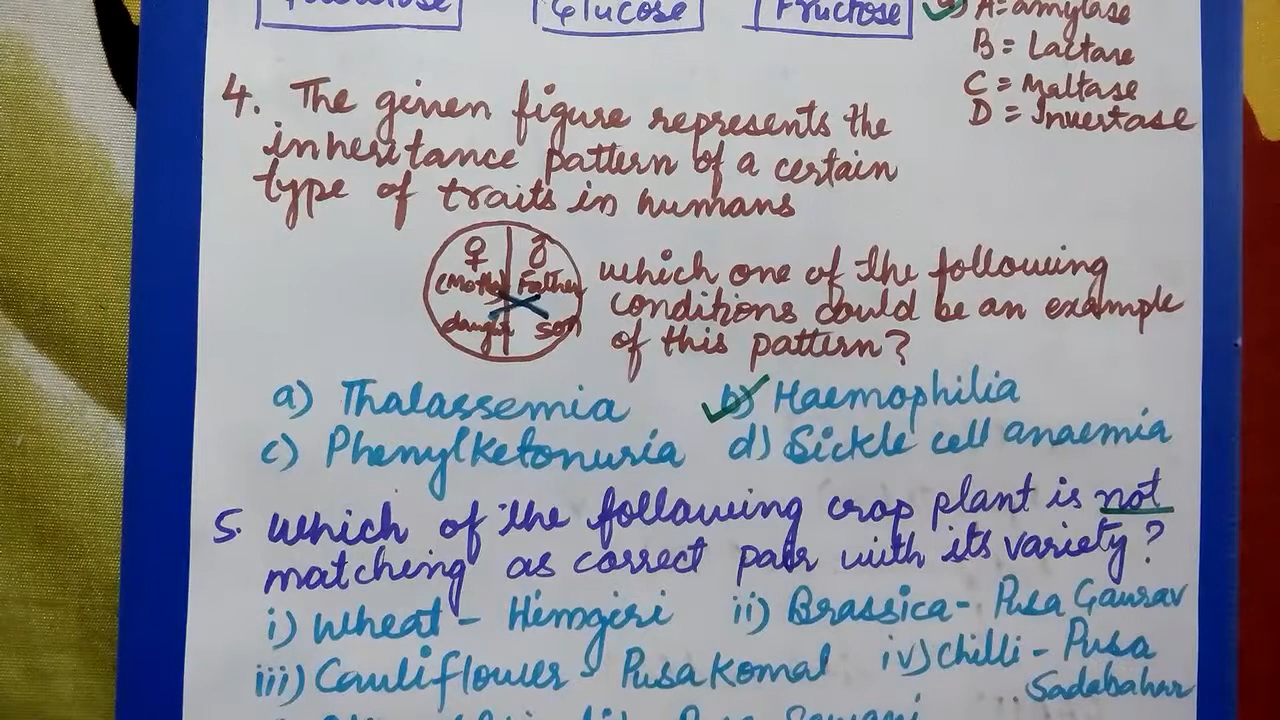 Glucose
Fructose
A = amylase
B = Lactase
C = Maltase
D = Invertase
4. The given figure represents the
inheritance pattern of a certain
type of traits in humans
♀ ♂
(Mother Father
son
which one of the following
conditions could be an example
of this pattern?
a) Thalassemia b) Haemophilia
c) Phenylketonuria d) Sickle cell anaemia
5. Which of the following crop plant is not
matching as correct pair with its variety?
i) Wheat - Himgiri ii) Brassica - Pusa Gaurav
iii) Cauliflower - Pusa Komal iv) Chilli - Pusa
Sadabahar